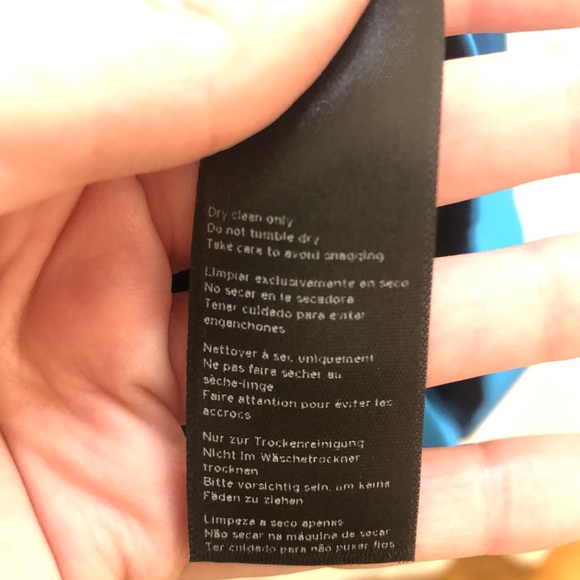 Dry clean only
Do not tumble dry
Take care to avoid snagging
Limpiar exclusivamente en seco
No secar en la secadora
Tener cuidado para evitar
enganchones
Nettoyer à sec uniquement
Ne pas faire sécher au
sèche-linge
Faire attention pour éviter les
accrocs
Nur zur Trockenreinigung
Nicht im Wäschetrockner
trocknen
Bitte vorsichtig sein, um keine
Fäden zu ziehen
Limpeza a seco apenas
Não secar na máquina de secar
Ter cuidado para não puxar fios